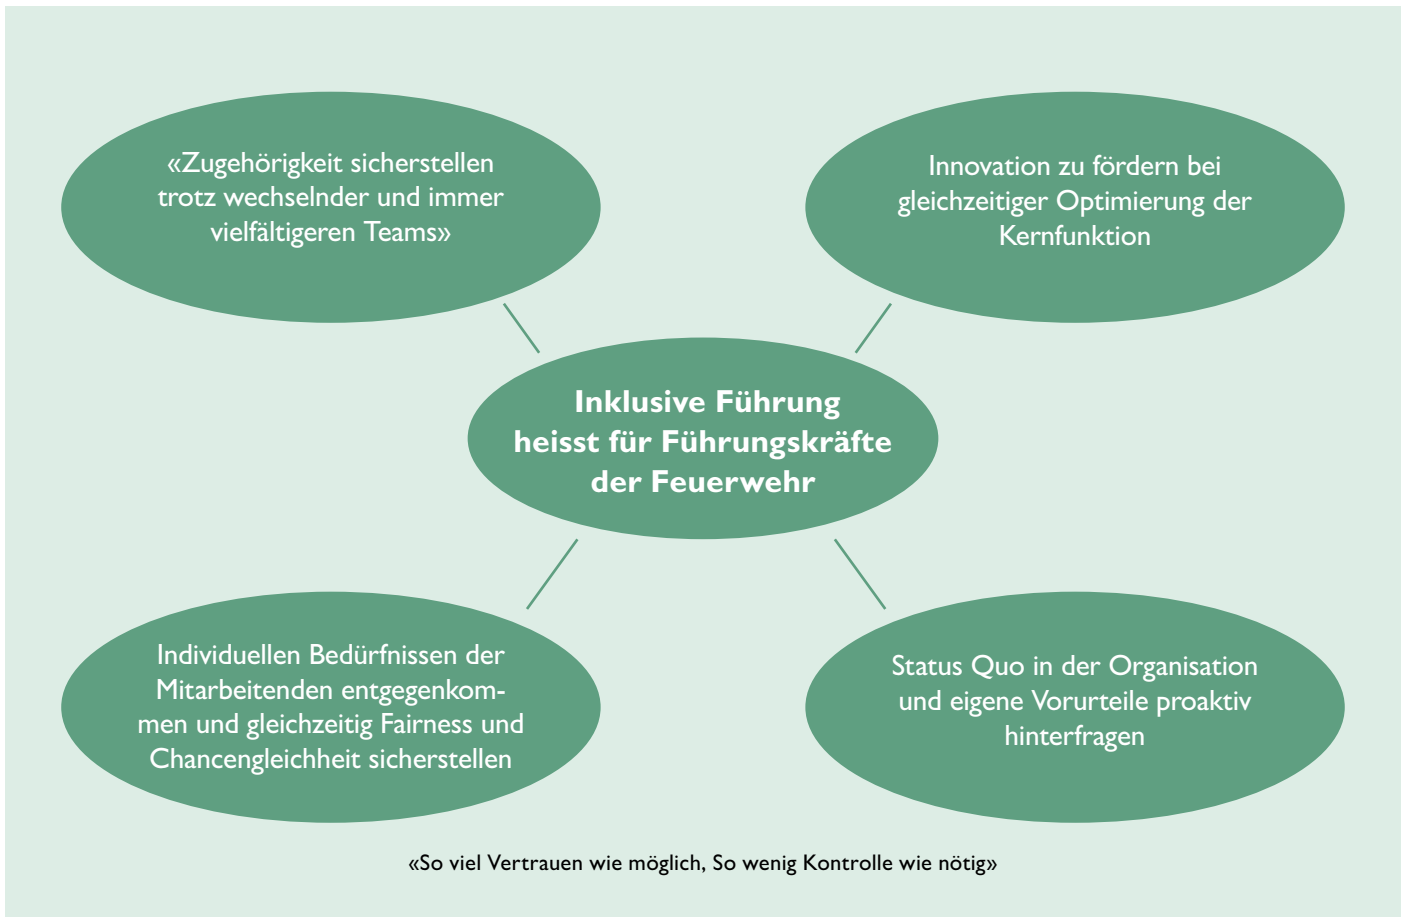 «Zugehörigkeit sicherstellen
trotz wechselnder und immer
vielfältigeren Teams»
Innovation zu fördern bei
gleichzeitiger Optimierung der
Kernfunktion
Inklusive Führung
heisst für Führungskräfte
der Feuerwehr
Individuellen Bedürfnissen der
Mitarbeitenden entgegenkom-
men und gleichzeitig Fairness und
Chancengleichheit sicherstellen
Status Quo in der Organisation
und eigene Vorurteile proaktiv
hinterfragen
«So viel Vertrauen wie möglich, So wenig Kontrolle wie nötig»